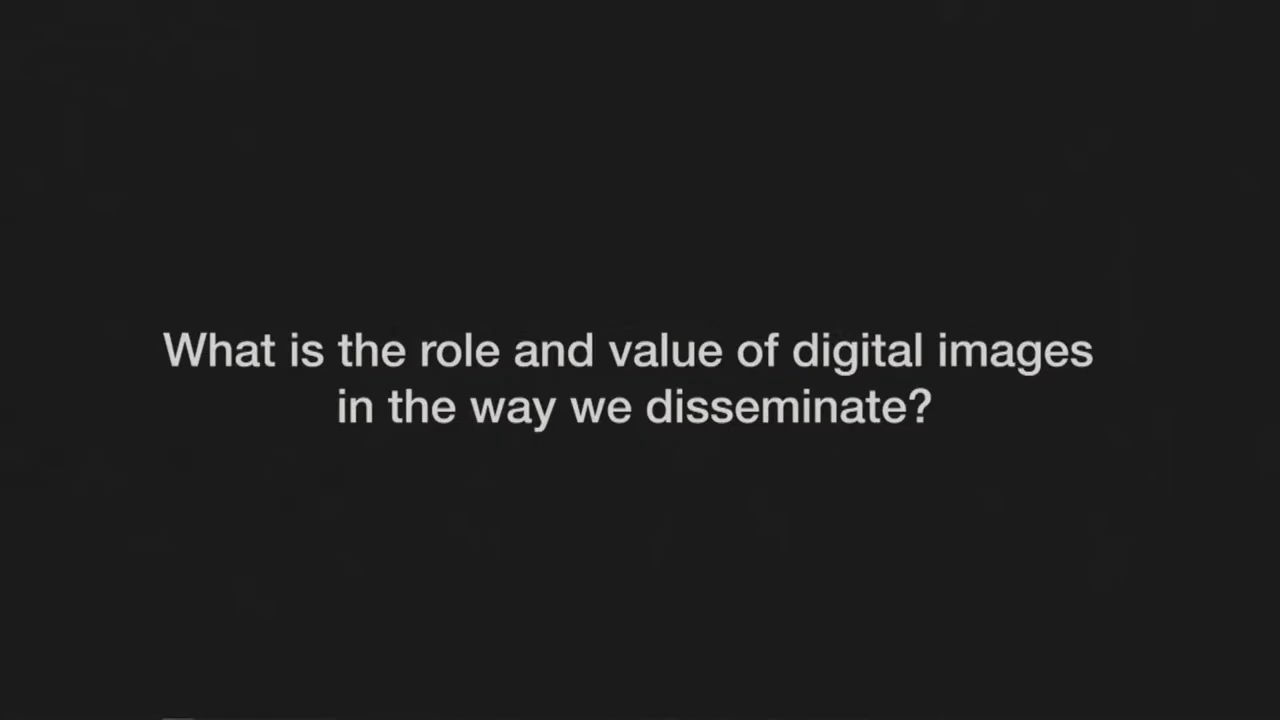 What is the role and value of digital images
in the way we disseminate?